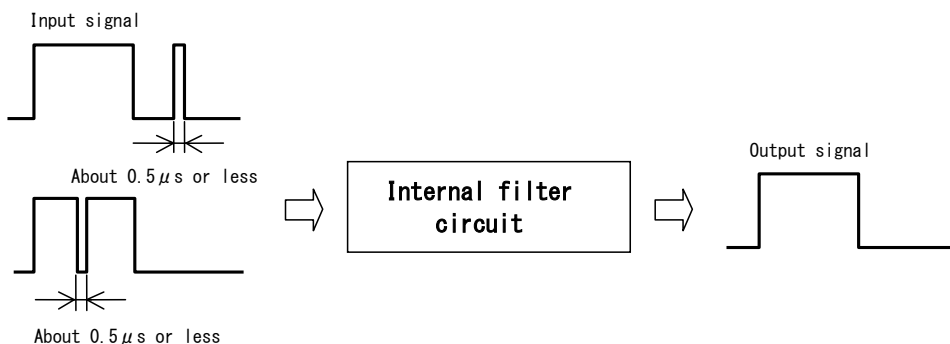 Input signal
About 0.5μs or less
Output signal
Internal filter
circuit
About 0.5μs or less